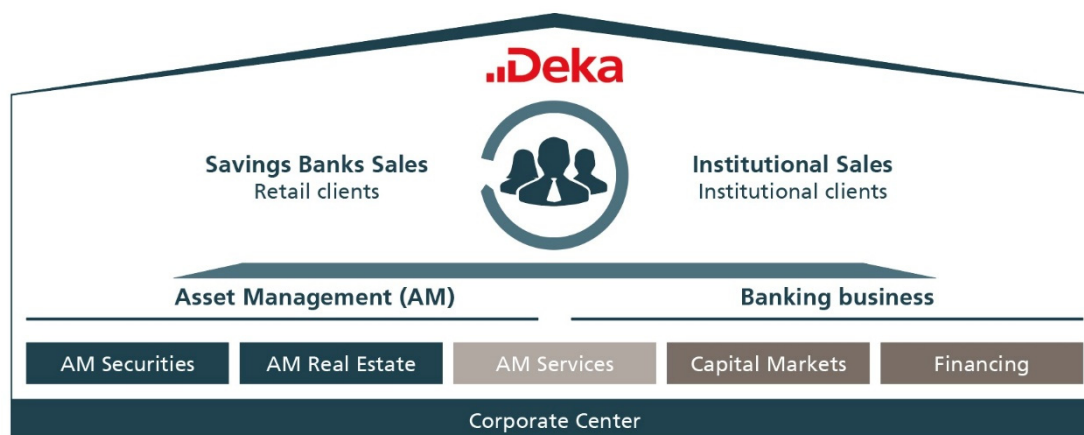 Deka
Savings Banks Sales
Retail clients
Institutional Sales
Institutional clients
Asset Management (AM)
Banking business
AM Securities
AM Real Estate
AM Services
Capital Markets
Financing
Corporate Center